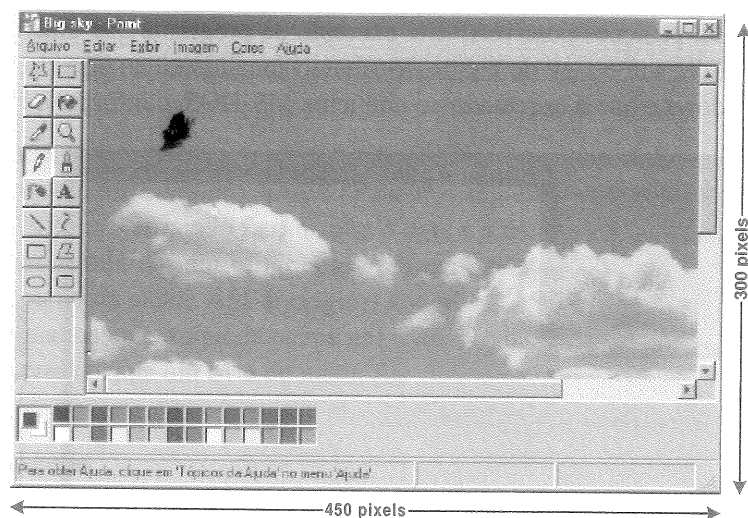 Big sky - Paint
Arquivo Editar Exibir Imagem Cores Ajuda
A
Para obter Ajuda, clique em 'Tópicos da Ajuda' no menu 'Ajuda'
300 pixels
450 pixels